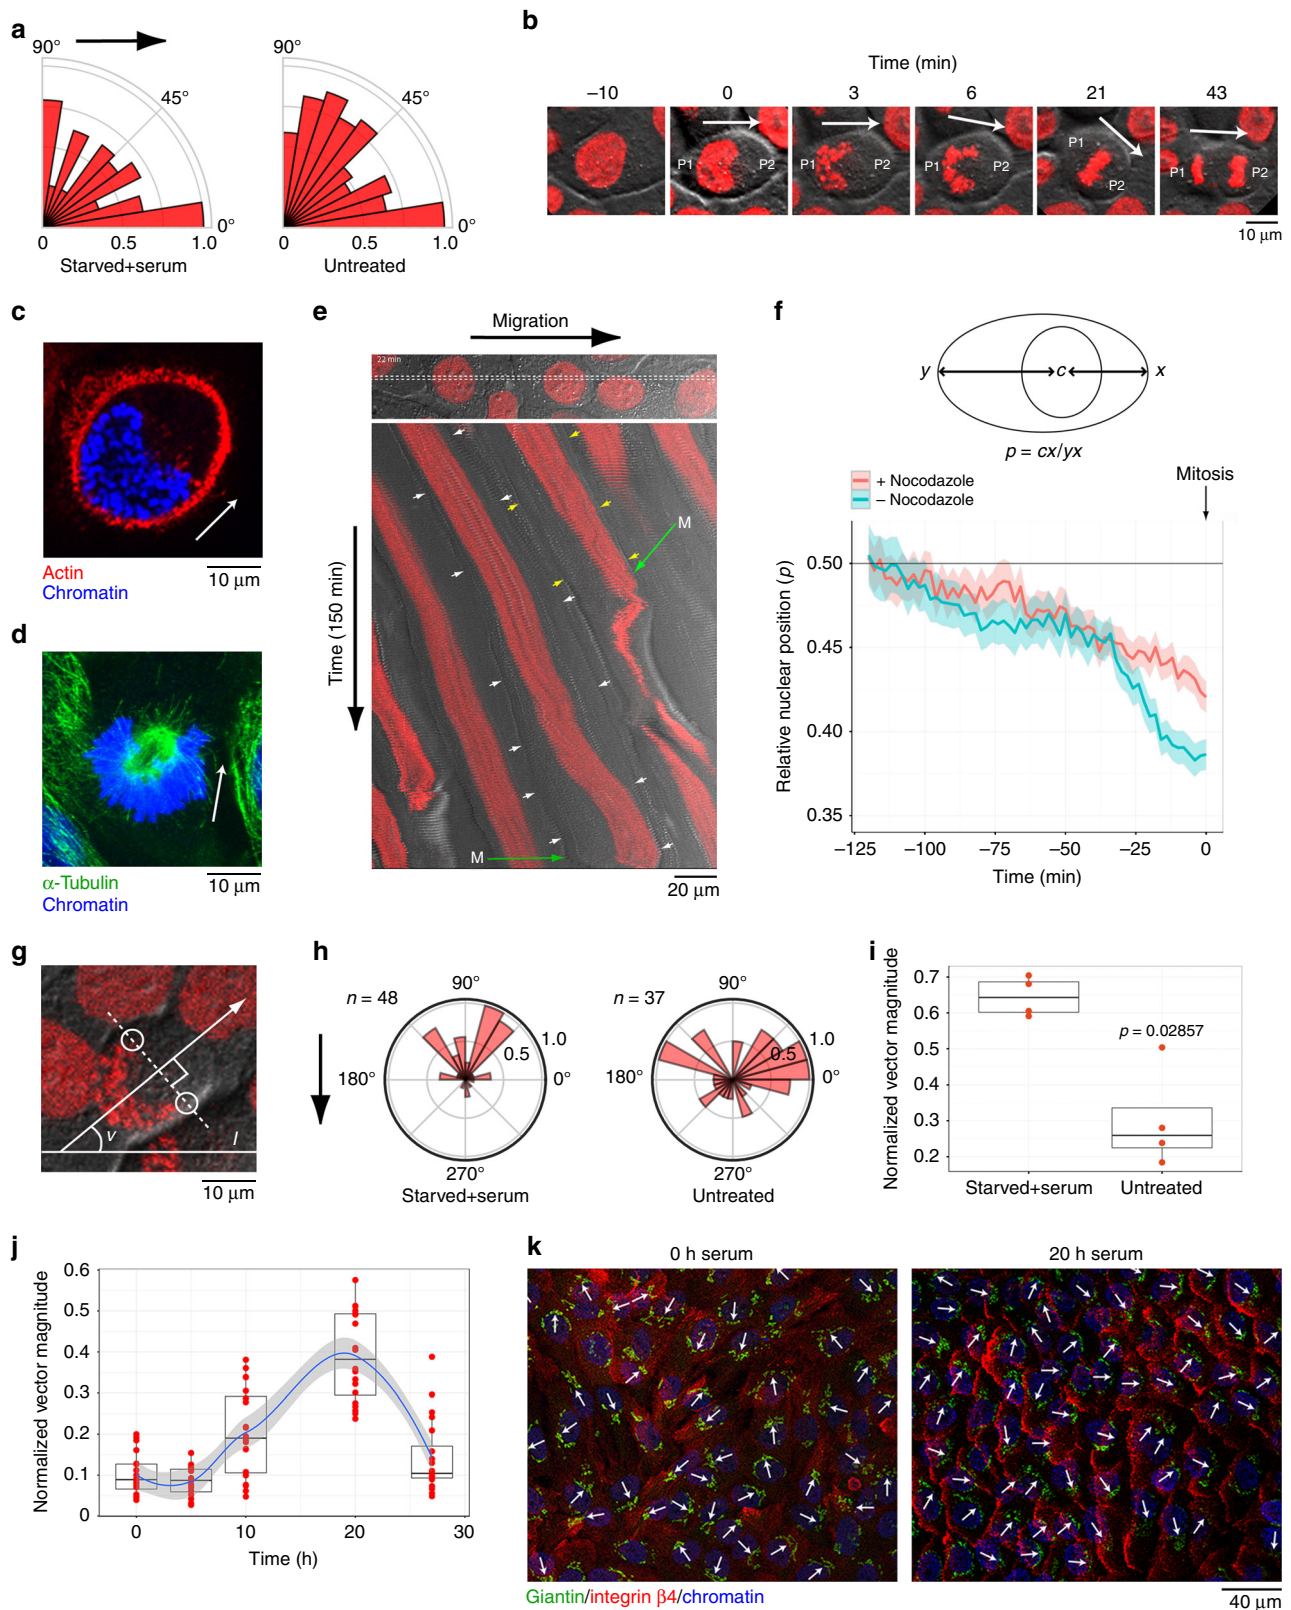 a
90°
45°
0°
0 0.5 1.0
Starved+serum
90°
45°
0°
0 0.5 1.0
Untreated
b
Time (min)
–10 0 3 6 21 43
P1 P2
P1 P2
P1 P2
P1 P2
P1 P2
10 μm
c
Actin
Chromatin
10 μm
d
α-Tubulin
Chromatin
10 μm
e
Migration
22 min
Time (150 min)
M
M
20 μm
f
y c x
p = cx/yx
+ Nocodazole
– Nocodazole
Mitosis
Relative nuclear position (p)
0.50
0.45
0.40
0.35
–125 –100 –75 –50 –25 0
Time (min)
g
v l
10 μm
h
n = 48
90°
1.0
0.5
180° 0°
270°
Starved+serum
n = 37
90°
1.0
0.5
180° 0°
270°
Untreated
i
Normalized vector magnitude
0.7
0.6
0.5
0.4
0.3
0.2
p = 0.02857
Starved+serum Untreated
j
Normalized vector magnitude
0.6
0.5
0.4
0.3
0.2
0.1
0
0 10 20 30
Time (h)
k
0 h serum 20 h serum
Giantin/integrin β4/chromatin
40 μm